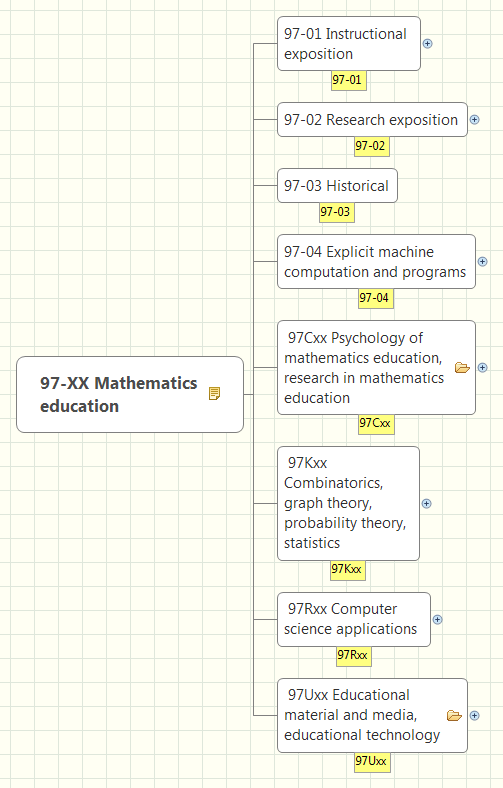 97-01 Instructional
exposition
97-01
97-02 Research exposition
97-02
97-03 Historical
97-03
97-04 Explicit machine
computation and programs
97-04
97Cxx Psychology of
mathematics education,
research in mathematics
education
97Cxx
97-XX Mathematics
education
97Kxx
Combinatorics,
graph theory,
probability theory,
statistics
97Kxx
97Rxx Computer
science applications
97Rxx
97Uxx Educational
material and media,
educational technology
97Uxx